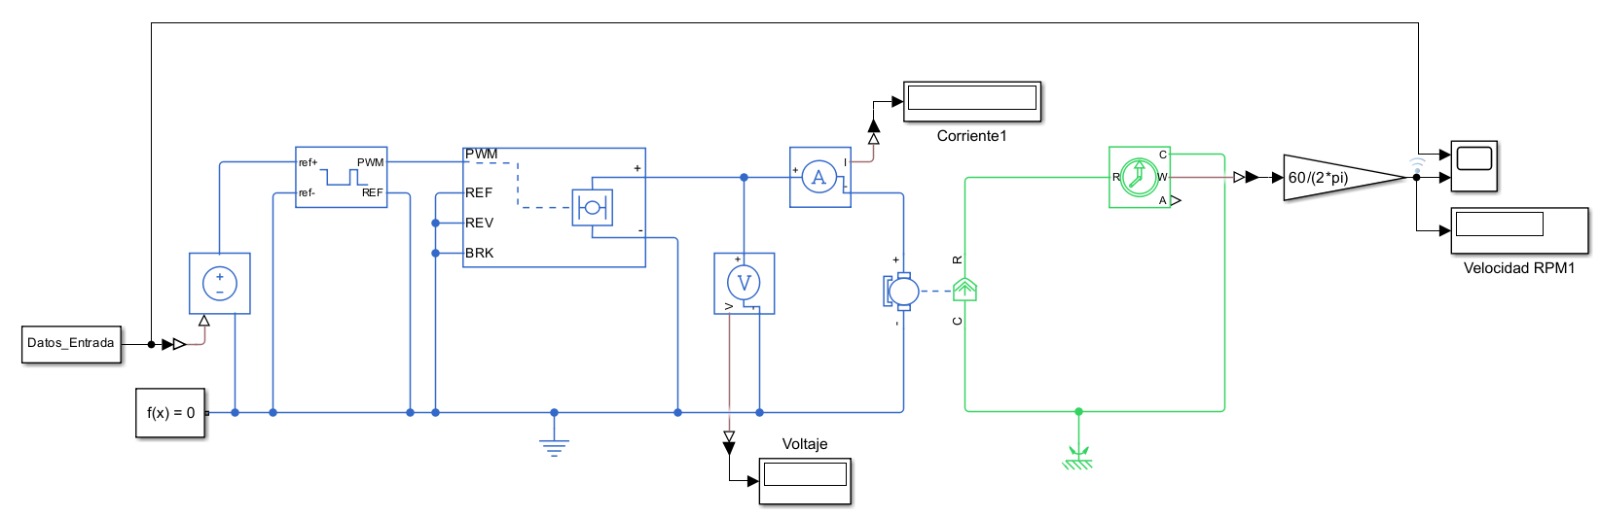 Corriente1
PWM
ref+
PWM
ref-
REF
REF
REV
BRK
+
-
+
A
I
-
C
R
W
A
60/(2*pi)
Velocidad RPM1
+
-
+
V
V
-
+
-
R
C
Datos_Entrada
f(x) = 0
Voltaje